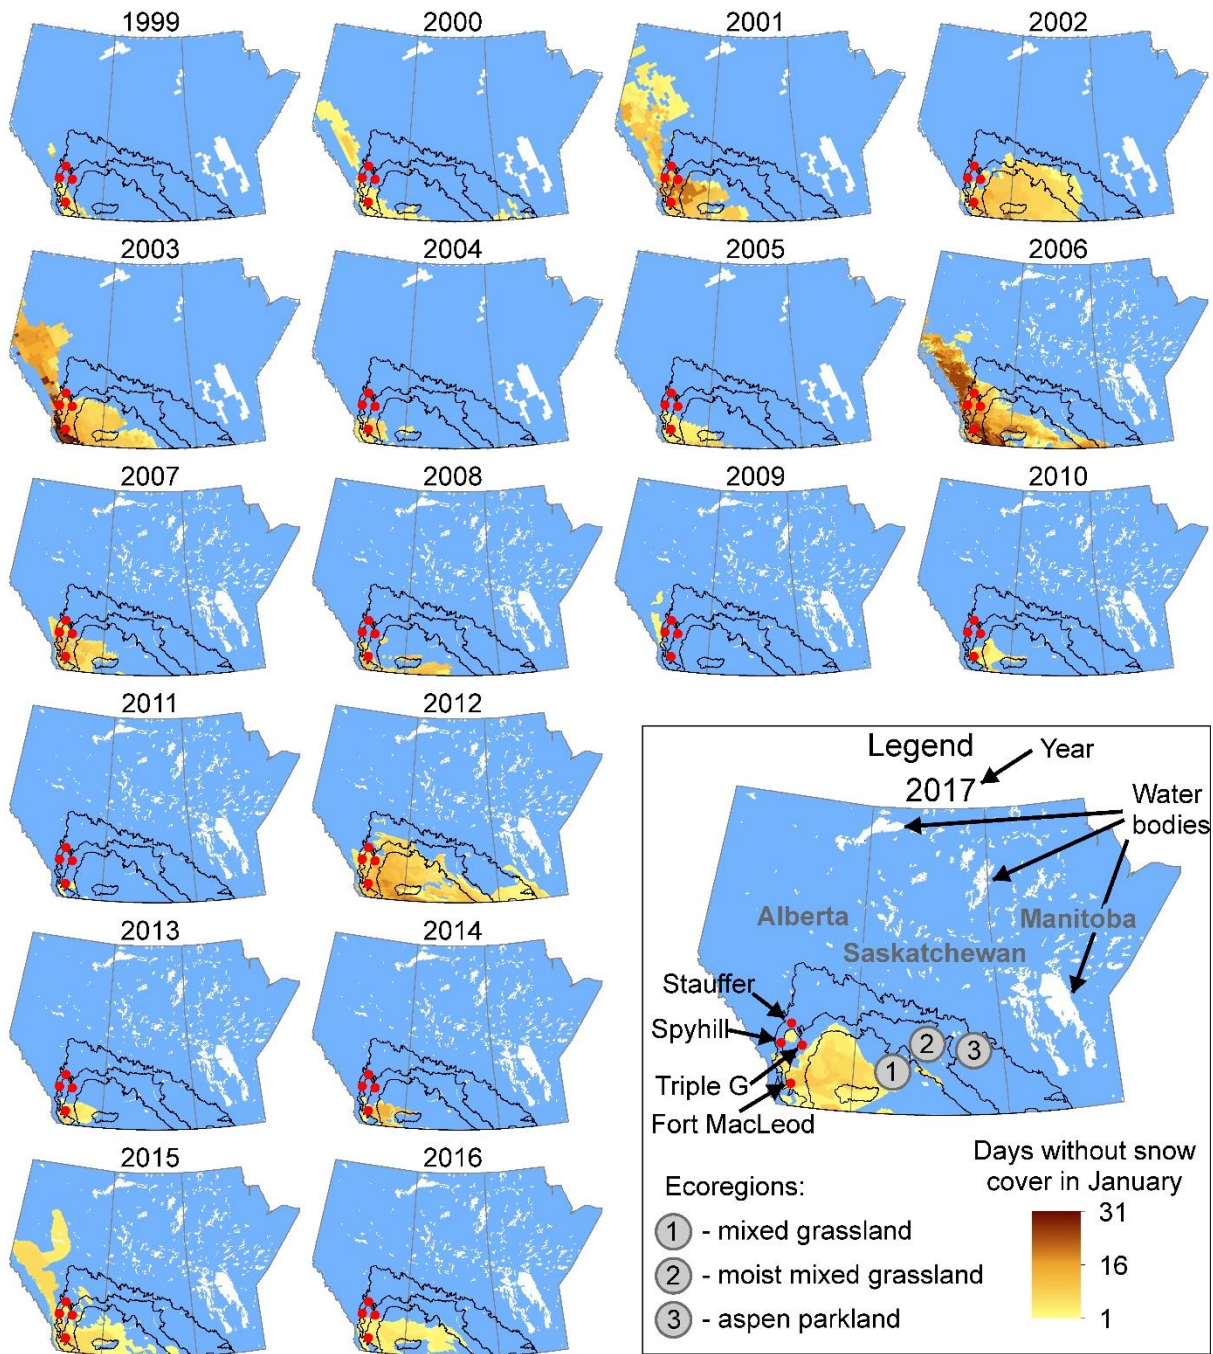 1999
2000
2001
2002
2003
2004
2005
2006
2007
2008
2009
2010
2011
2012
2013
2014
2015
2016
Legend
Year
2017
Water
bodies
Alberta
Manitoba
Saskatchewan
Stauffer
Spyhill
Triple G
Fort MacLeod
1
2
3
Ecoregions:
1 - mixed grassland
2 - moist mixed grassland
3 - aspen parkland
Days without snow
cover in January
31
16
1